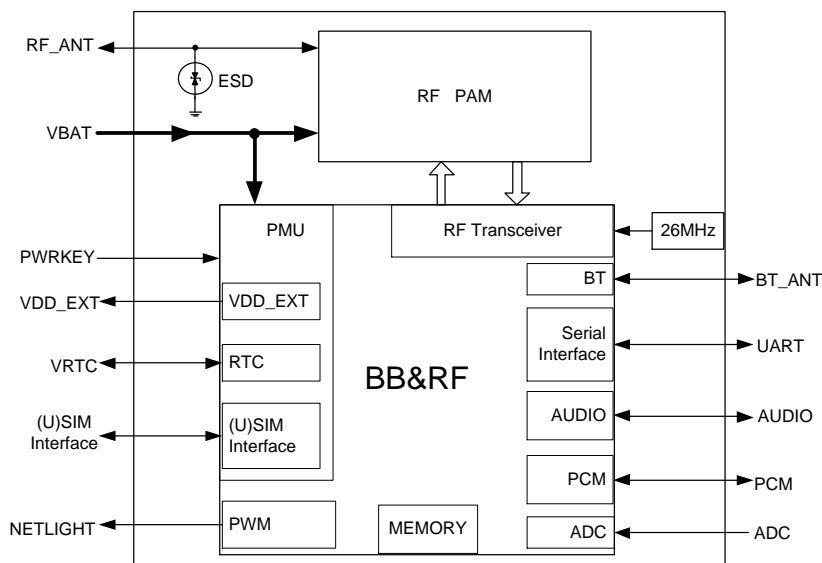 RF_ANT
ESD
RF PAM
VBAT
PMU
RF Transceiver
26MHz
PWRKEY
BT
BT_ANT
VDD_EXT
VDD_EXT
Serial
Interface
UART
VRTC
RTC
BB&RF
(U)SIM
Interface
(U)SIM
Interface
AUDIO
AUDIO
PCM
PCM
NETLIGHT
PWM
MEMORY
ADC
ADC